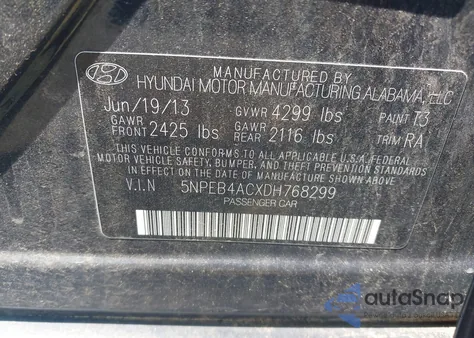 MANUFACTURED BY
HYUNDAI MOTOR MANUFACTURING ALABAMA, LLC
Jun/19/13 GVWR 4299 lbs PAINT T3
GAWR FRONT 2425 lbs GAWR REAR 2116 lbs TRIM RA
THIS VEHICLE CONFORMS TO ALL APPLICABLE U.S.A. FEDERAL
MOTOR VEHICLE SAFETY, BUMPER, AND THEFT PREVENTION STANDARDS
IN EFFECT ON THE DATE OF MANUFACTURE SHOWN ABOVE.
V.I.N 5NPEB4ACXDH768299
PASSENGER CAR
autoSnap